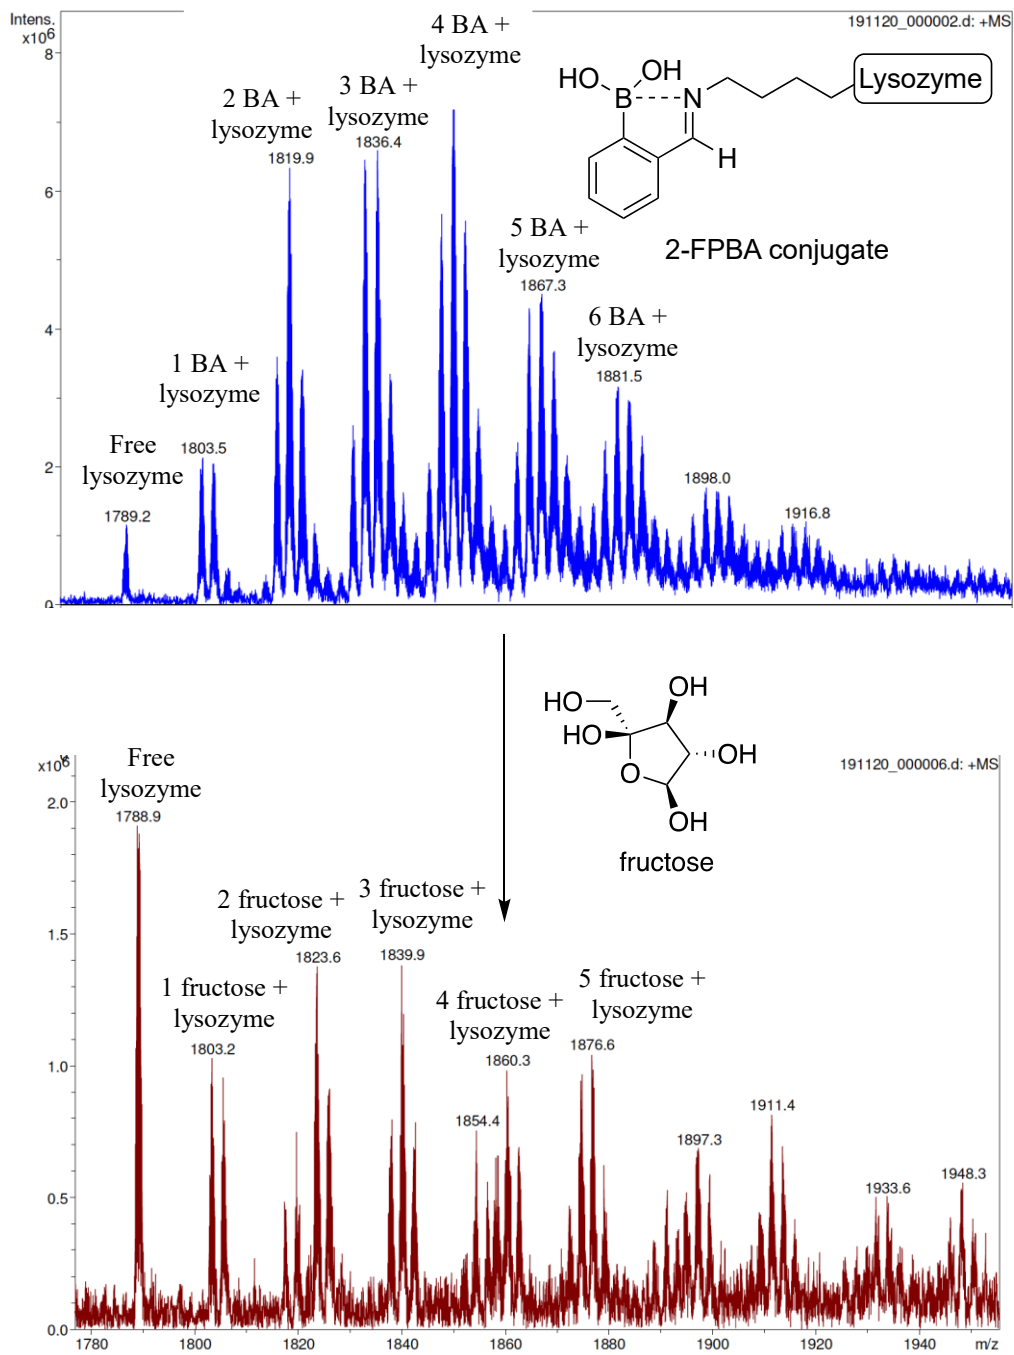 Intens.
x10⁶
191120_000002.d: +MS
8
6
4
2
0
Free
lysozyme
1789.2
1 BA +
lysozyme
1803.5
2 BA +
lysozyme
1819.9
3 BA +
lysozyme
1836.4
4 BA +
lysozyme
5 BA +
lysozyme
1867.3
6 BA +
lysozyme
1881.5
1898.0
1916.8
HO
OH
B
N
H
Lysozyme
2-FPBA conjugate
HO
OH
HO
OH
O
OH
fructose
x10⁶
191120_000006.d: +MS
2.0
1.5
1.0
0.5
0.0
Free
lysozyme
1788.9
1 fructose +
lysozyme
1803.2
2 fructose +
lysozyme
1823.6
3 fructose +
lysozyme
1839.9
1854.4
4 fructose +
lysozyme
1860.3
5 fructose +
lysozyme
1876.6
1897.3
1911.4
1933.6
1948.3
1780 1800 1820 1840 1860 1880 1900 1920 1940 m/z